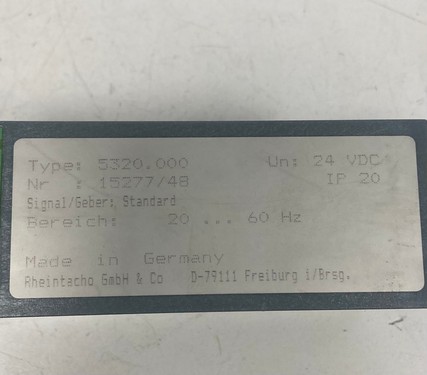 Type: 5320.000 Un: 24 VDC
Nr : 15277/48 IP 20
Signal/Geber: Standard
Bereich: 20 ... 60 Hz
Made in Germany
Rheintacho GmbH & Co D-79111 Freiburg i/Brsg.